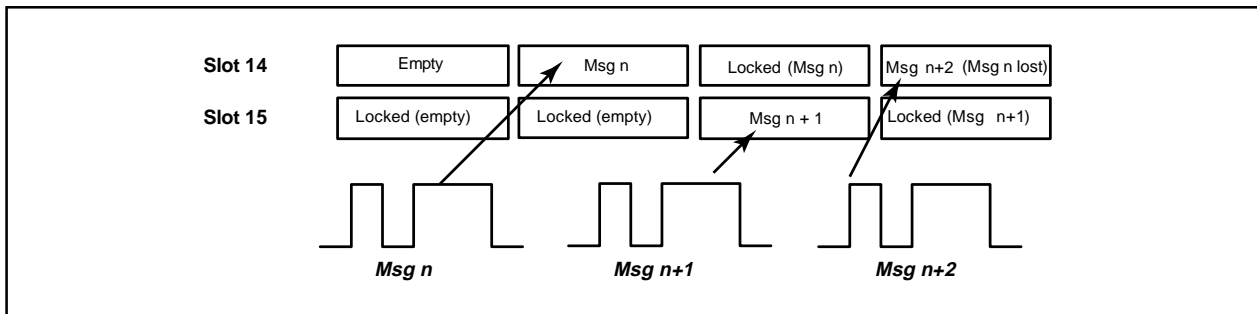 Slot 14 Empty Msg n Locked (Msg n) Msg n+2 (Msg n lost)
Slot 15 Locked (empty) Locked (empty) Msg n + 1 Locked (Msg n+1)
Msg n Msg n+1 Msg n+2